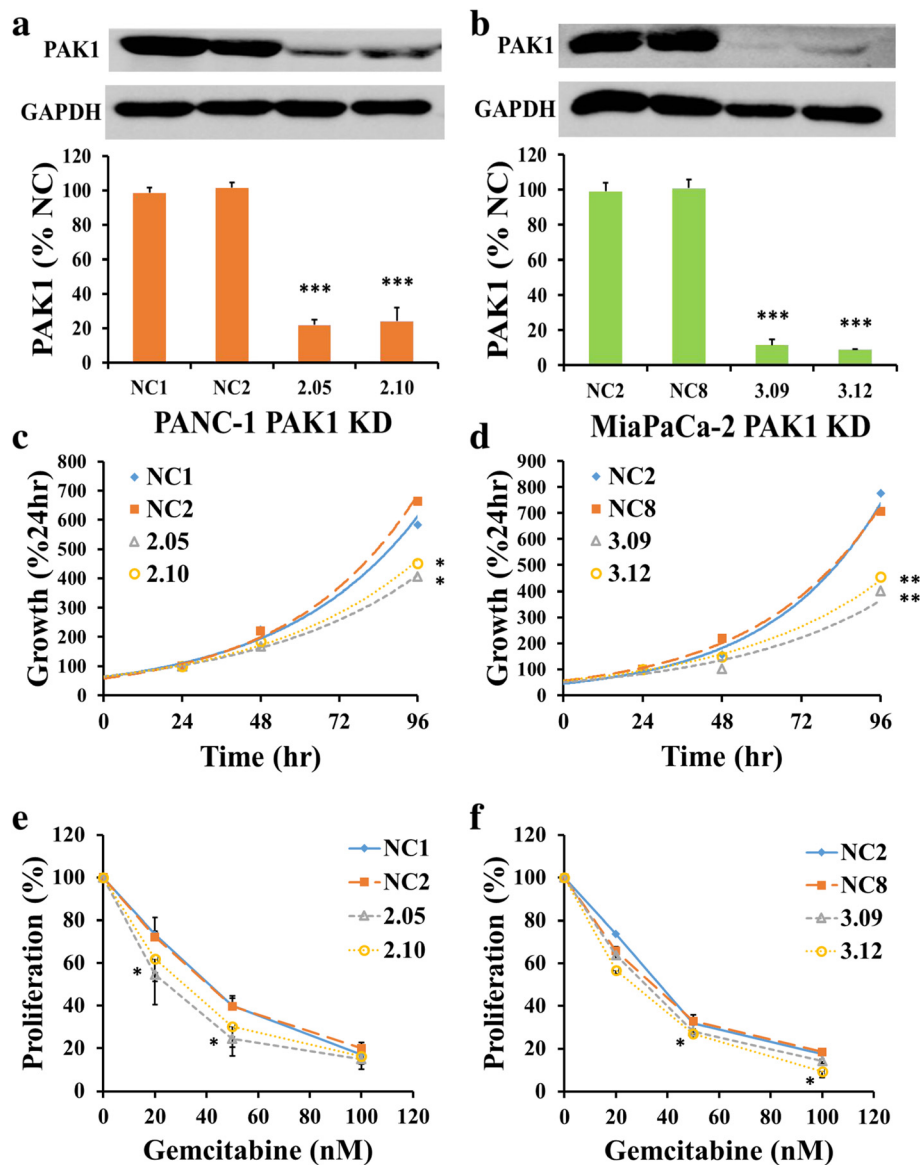 a
PAK1
GAPDH
PAK1 (% NC)
120
100
80
60
40
20
0
***
***
NC1 NC2 2.05 2.10
PANC-1 PAK1 KD
b
PAK1
GAPDH
PAK1 (% NC)
120
100
80
60
40
20
0
***
***
NC2 NC8 3.09 3.12
MiaPaCa-2 PAK1 KD
c
Growth (%24hr)
800
700
600
500
400
300
200
100
0
NC1
NC2
2.05
2.10
*
*
0 24 48 72 96
Time (hr)
d
Growth (%24hr)
900
800
700
600
500
400
300
200
100
0
NC2
NC8
3.09
3.12
**
**
0 24 48 72 96
Time (hr)
e
Proliferation (%)
120
100
80
60
40
20
0
NC1
NC2
2.05
2.10
*
*
0 20 40 60 80 100 120
Gemcitabine (nM)
f
Proliferation (%)
120
100
80
60
40
20
0
NC2
NC8
3.09
3.12
*
*
0 20 40 60 80 100 120
Gemcitabine (nM)